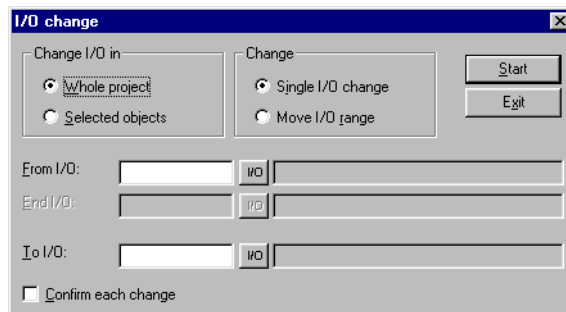 I/O change
Change I/O in
Whole project
Selected objects
Change
Single I/O change
Move I/O range
Start
Exit
From I/O:
I/O
End I/O:
I/O
To I/O:
I/O
Confirm each change